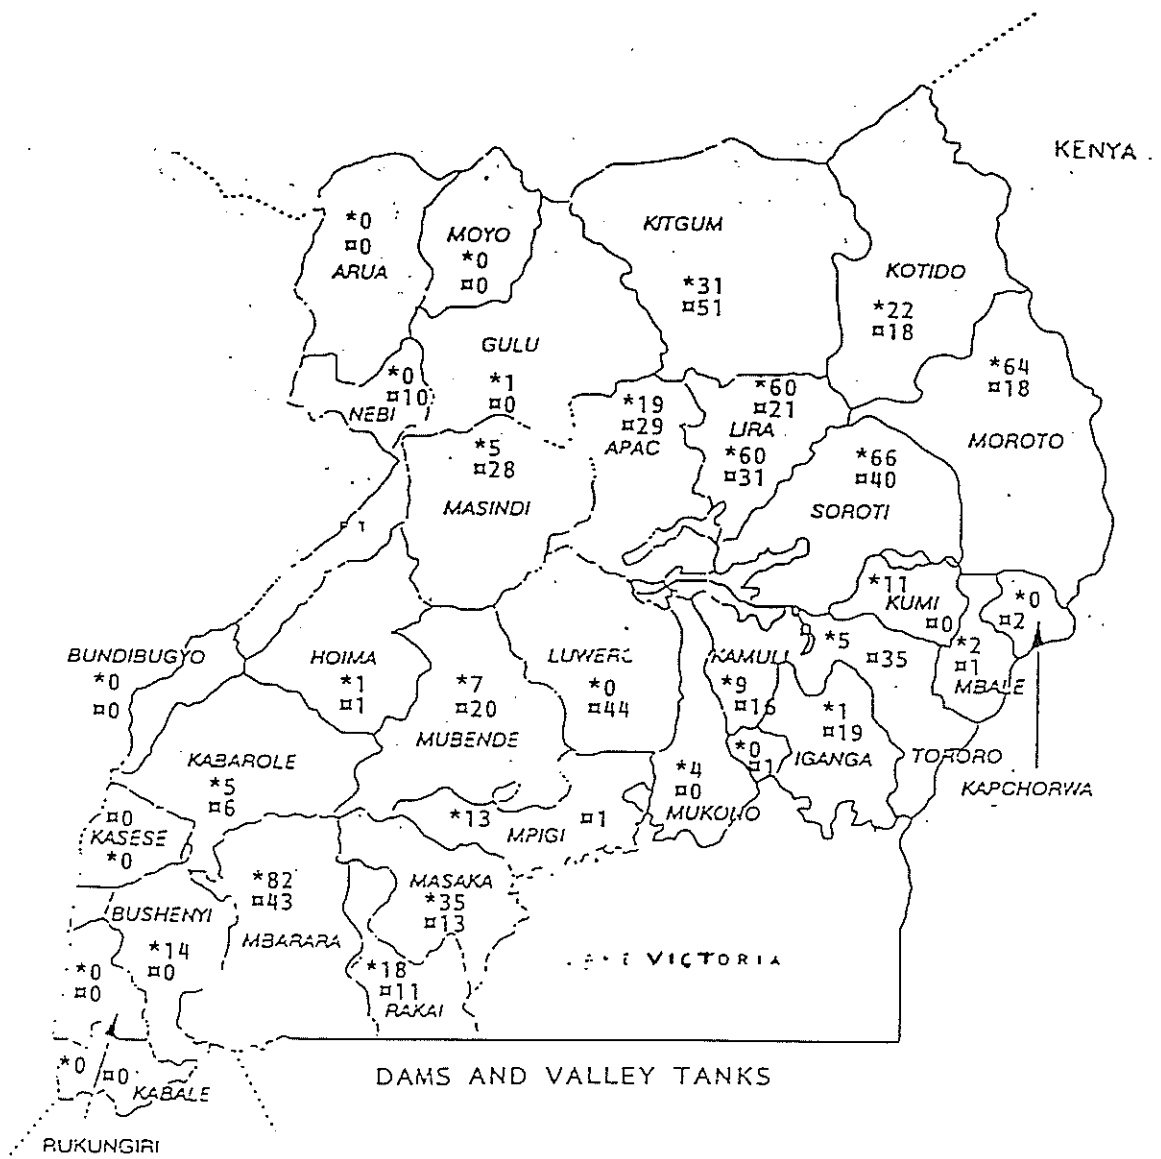 KENYA
*0
¤0
ARUA
MOYO
*0
¤0
KITGUM
*31
¤51
KOTIDO
*22
¤18
GULU
*1
¤0
*0
¤10
NEBI
*64
¤18
MOROTO
*19
¤29
APAC
*60
¤21
LIRA
*60
¤31
*5
¤28
MASINDI
*66
¤40
SOROTI
*11
KUMI
¤0
*0
¤2
BUNDIBUGYO
*0
¤0
HOIMA
*1
¤1
*7
¤20
MUBENDE
LUWERE
*0
¤44
KAMULI
*9
¤16
*5
¤35
*2
¤1
MBALE
*1
¤19
IGANGA
*0
¤1
TORORO
KAPCHORWA
KABAROLE
*5
¤6
*4
¤0
MUKONO
*13
MPIGI
¤1
¤0
KASESE
*0
*82
¤43
MBARARA
MASAKA
*35
¤13
BUSHENYI
*14
¤0
*0
¤0
*18
¤11
RAKAI
VICTORIA
*0
¤0
KABALE
DAMS AND VALLEY TANKS
RUKUNGIRI